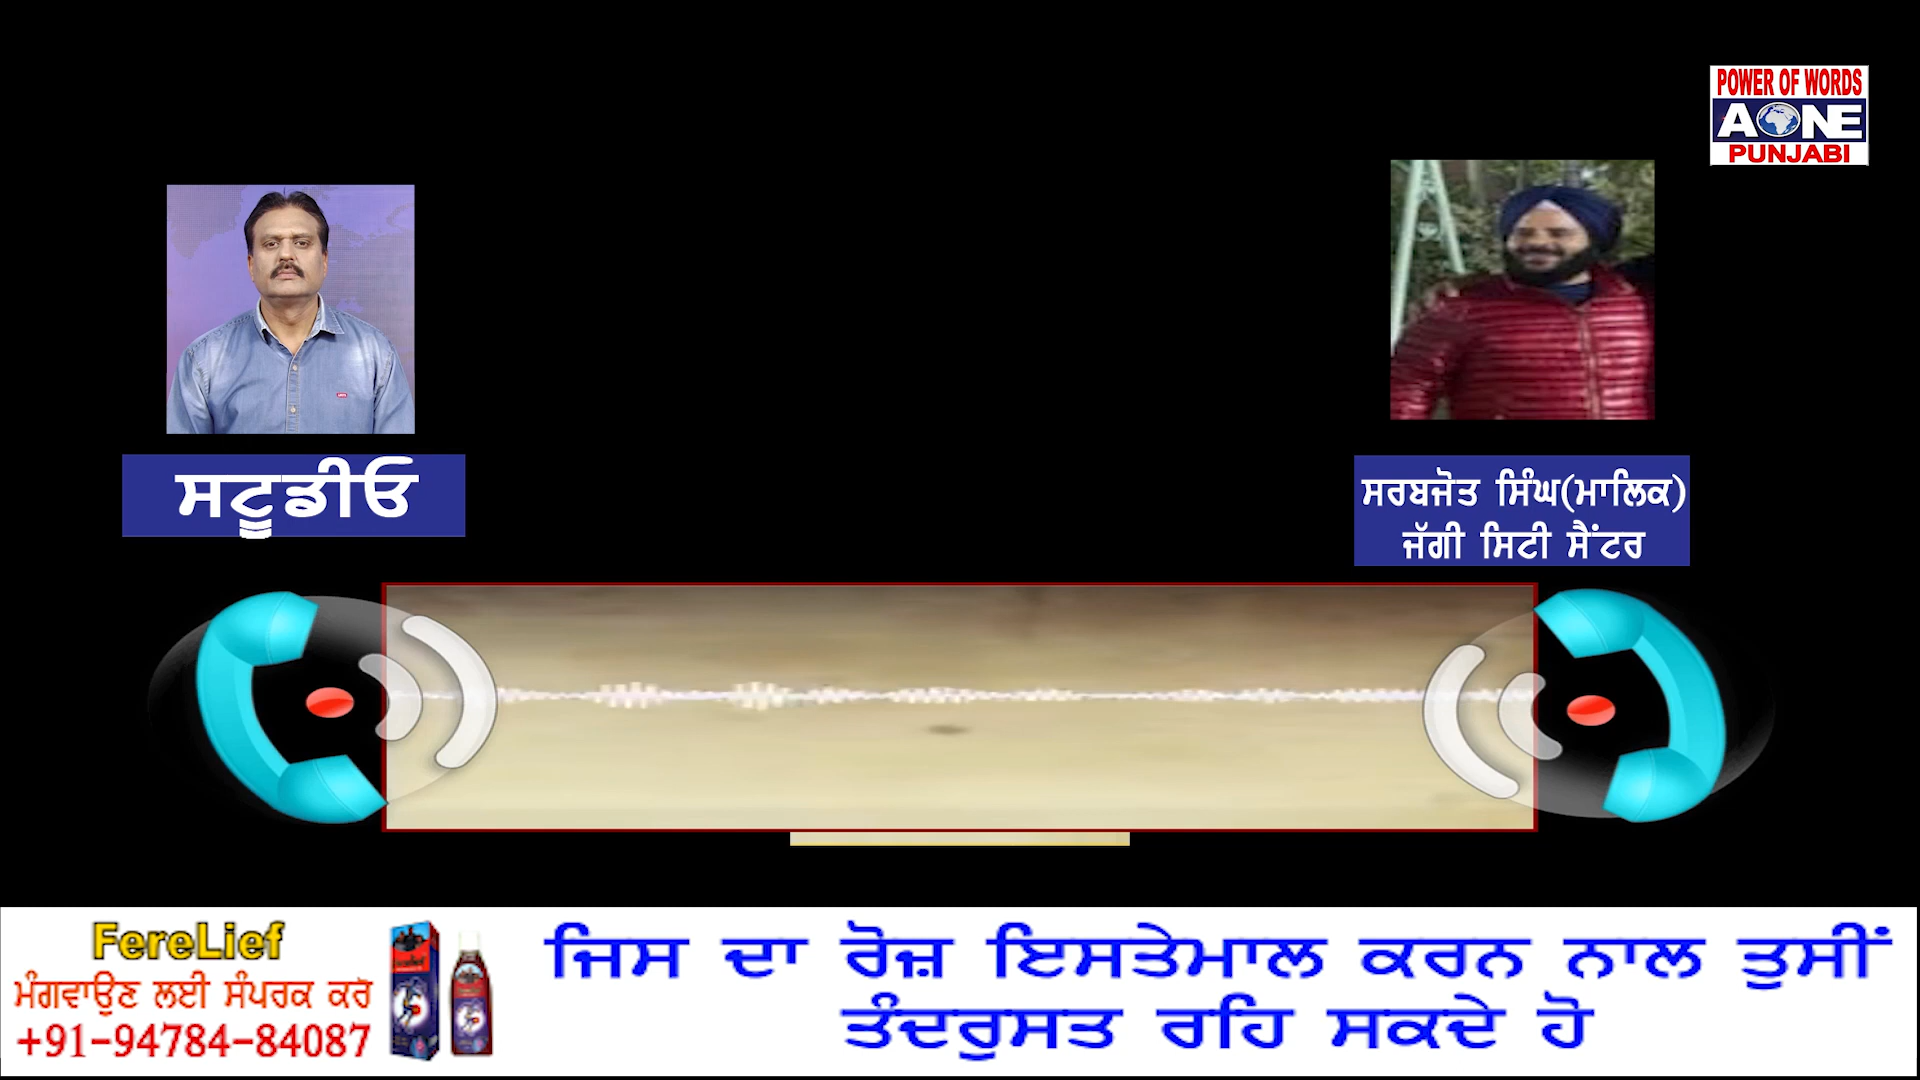 POWER OF WORDS
AONE
PUNJABI
ਸਟੂਡੀਓ
ਸਰਬਜੋਤ ਸਿੰਘ(ਮਾਲਿਕ)
ਜੱਗੀ ਸਿਟੀ ਸੈਂਟਰ
FereLief
ਮੰਗਵਾਉਣ ਲਈ ਸੰਪਰਕ ਕਰੋ
+91-94784-84087
ਜਿਸ ਦਾ ਰੋਜ਼ ਇਸਤੇਮਾਲ ਕਰਨ ਨਾਲ ਤੁਸੀਂ
ਤੰਦਰੁਸਤ ਰਹਿ ਸਕਦੇ ਹੋ